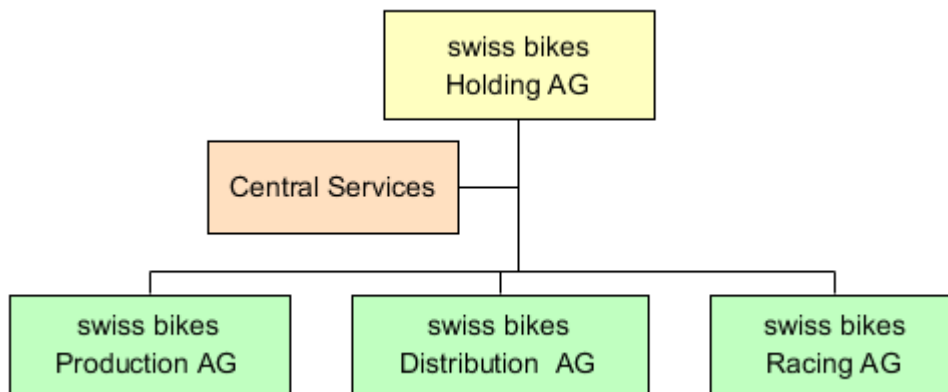 swiss bikes
Holding AG
Central Services
swiss bikes
Production AG
swiss bikes
Distribution AG
swiss bikes
Racing AG